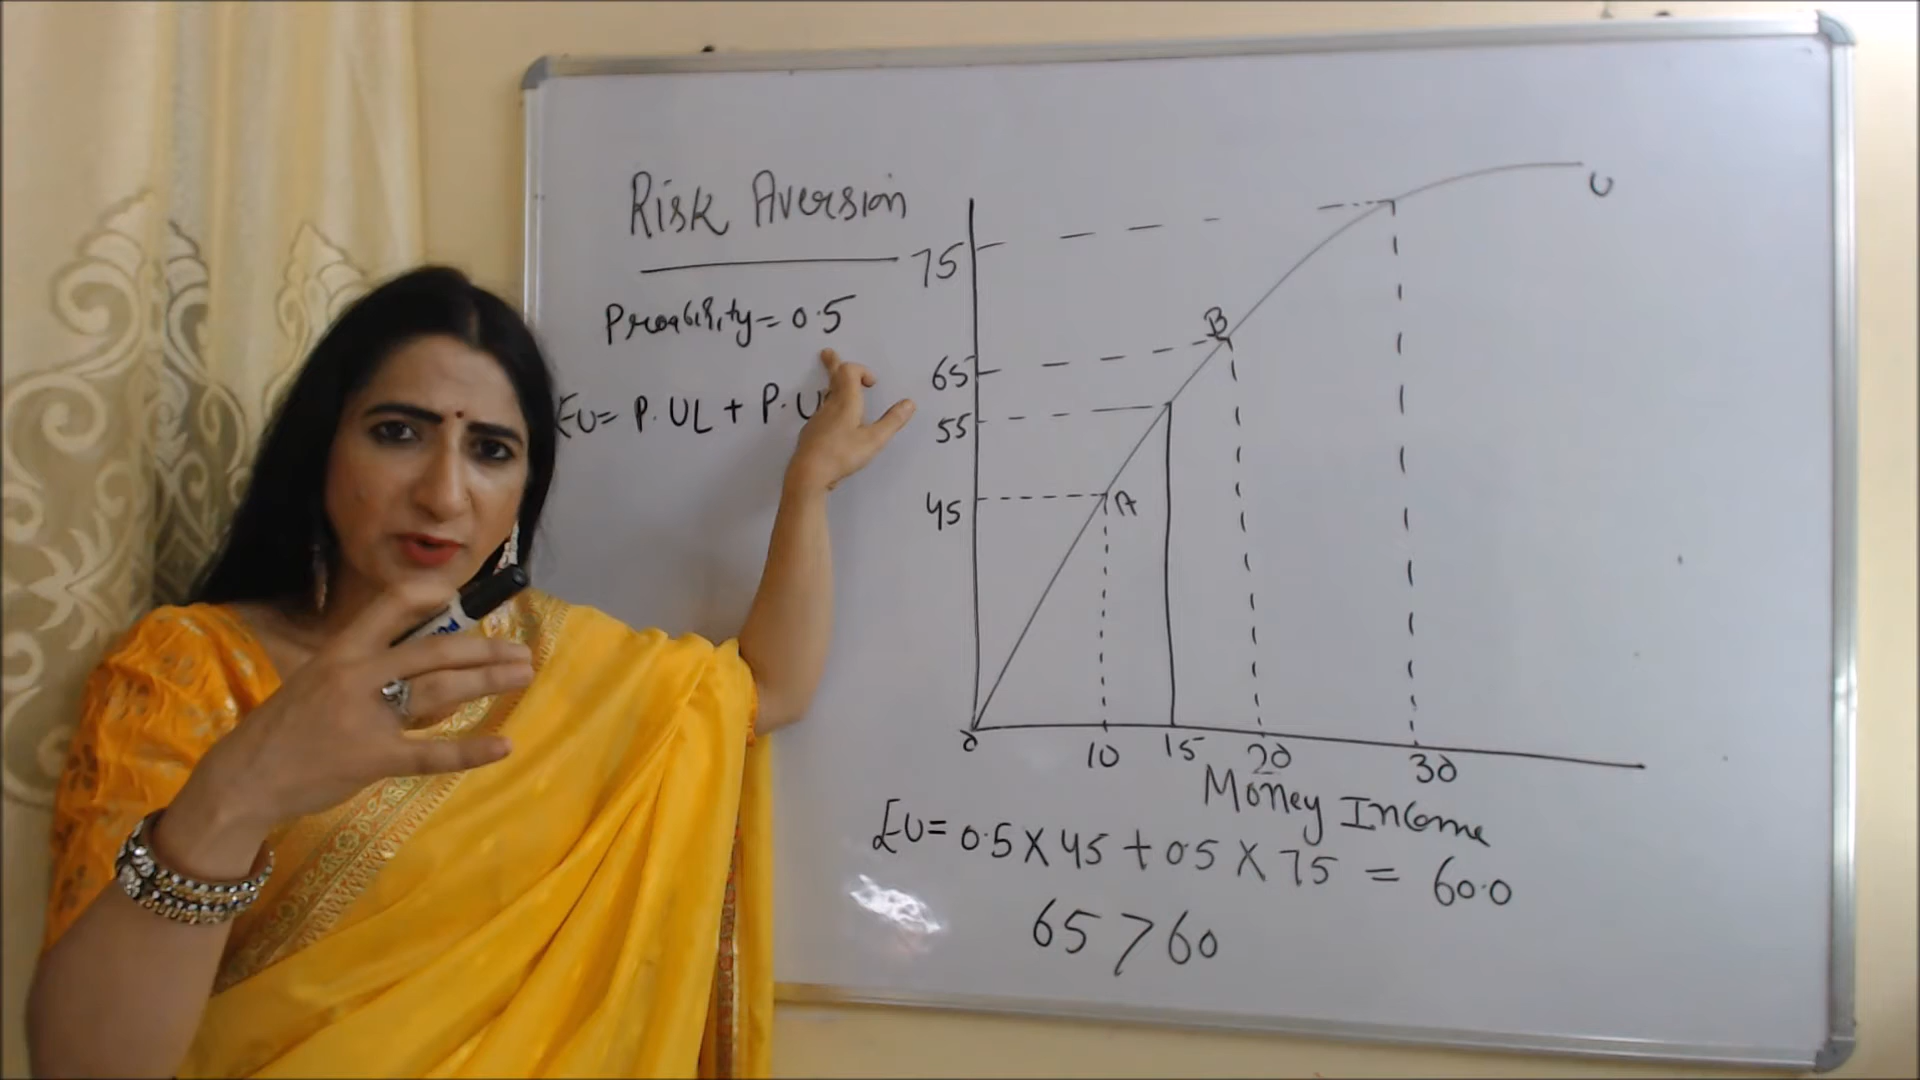 Risk Aversion
Proabi9ity = 0.5
EU= P. UL + P. U
U
75
B
65
55
45
A
0 10 15 20 30
Money Income
EU= 0.5 X 45 + 0.5 X 75 = 60.0
65 > 60